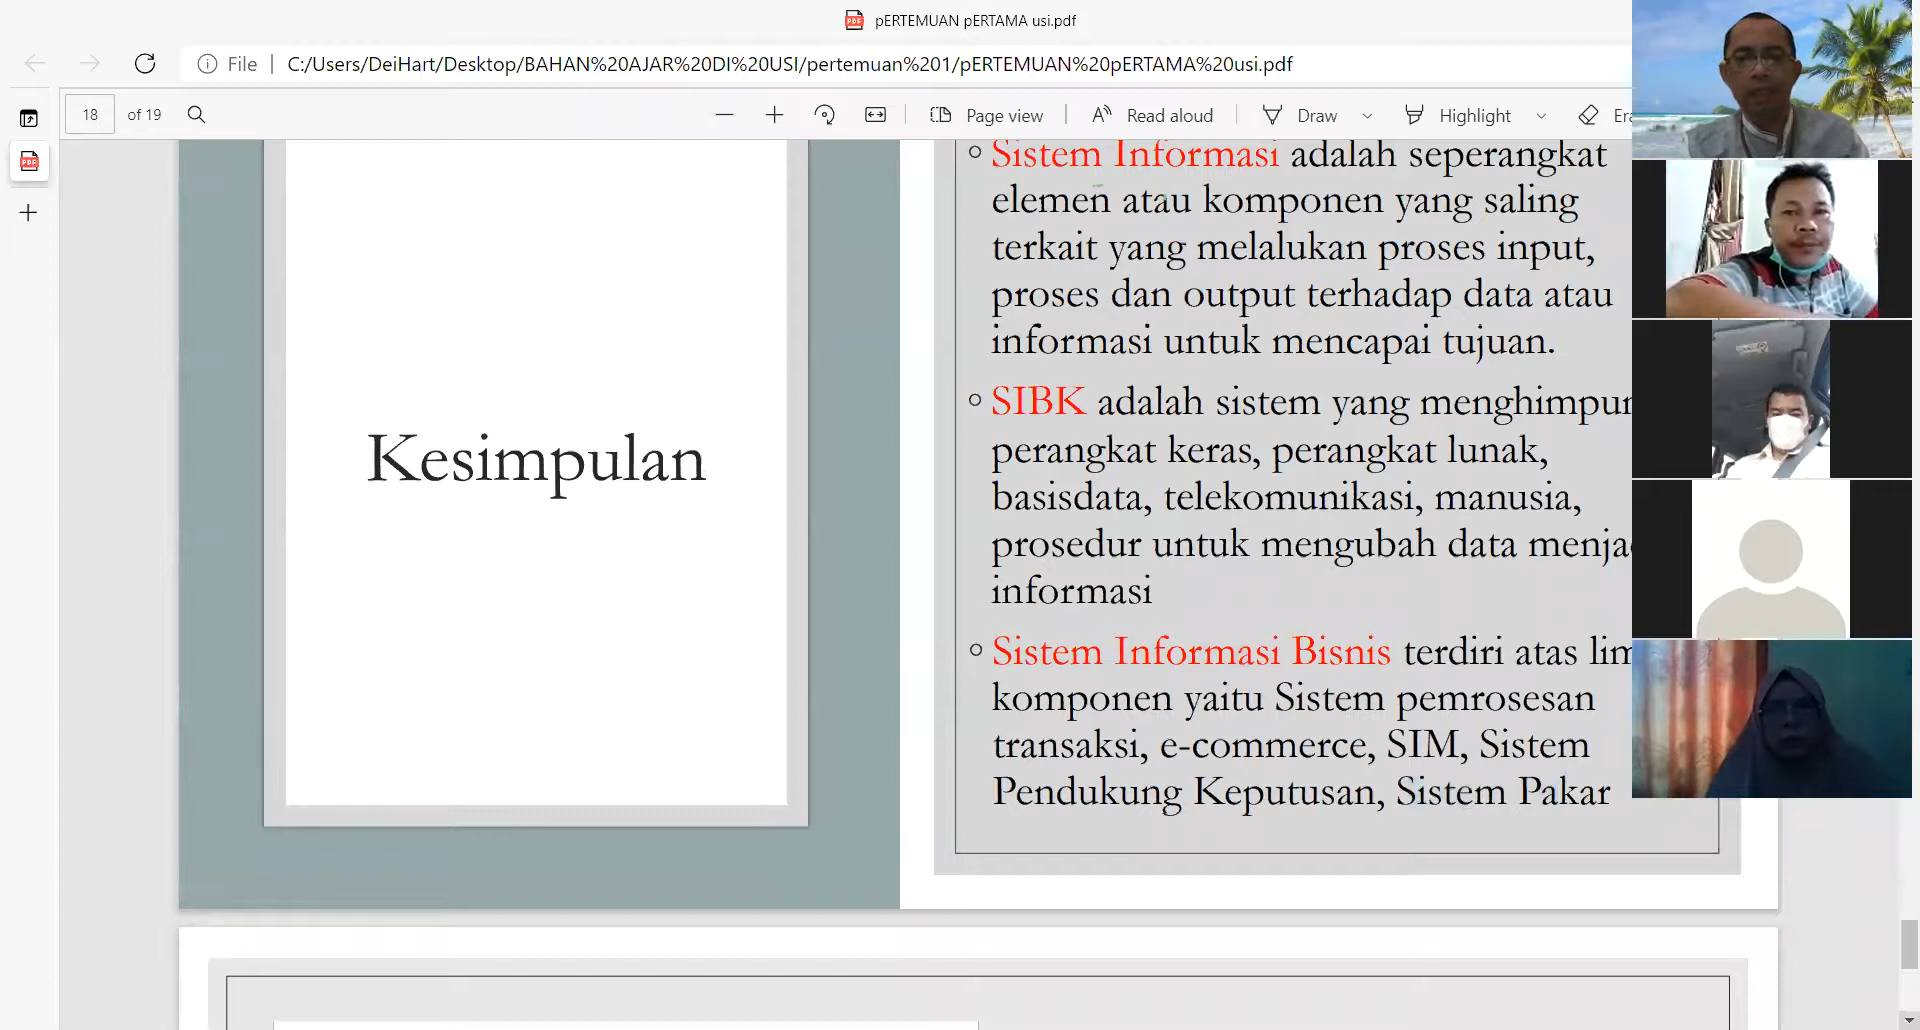 pERTEMUAN pERTAMA usi.pdf
File
C:/Users/DeiHart/Desktop/BAHAN%20AJAR%20DI%20USI/pertemuan%201/pERTEMUAN%20pERTAMA%20usi.pdf
18 of 19
Page view
Read aloud
Draw
Highlight
Kesimpulan
Sistem Informasi adalah seperangkat
elemen atau komponen yang saling
terkait yang melalukan proses input,
proses dan output terhadap data atau
informasi untuk mencapai tujuan.
SIBK adalah sistem yang menghimpun
perangkat keras, perangkat lunak,
basisdata, telekomunikasi, manusia,
prosedur untuk mengubah data
informasi
Sistem Informasi Bisnis terdiri atas
komponen yaitu Sistem pemrosesan
transaksi, e-commerce, SIM, Sistem
Pendukung Keputusan, Sistem Pakar